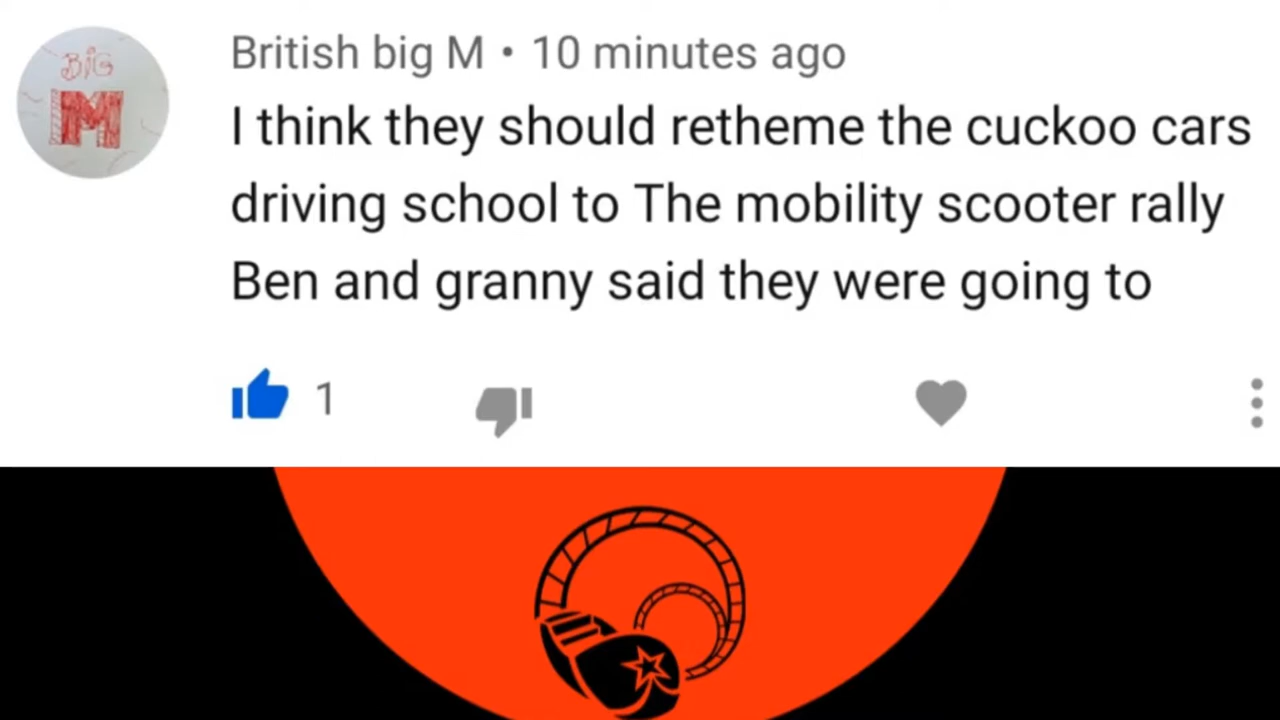 BiG
M
British big M • 10 minutes ago
I think they should retheme the cuckoo cars
driving school to The mobility scooter rally
Ben and granny said they were going to
1